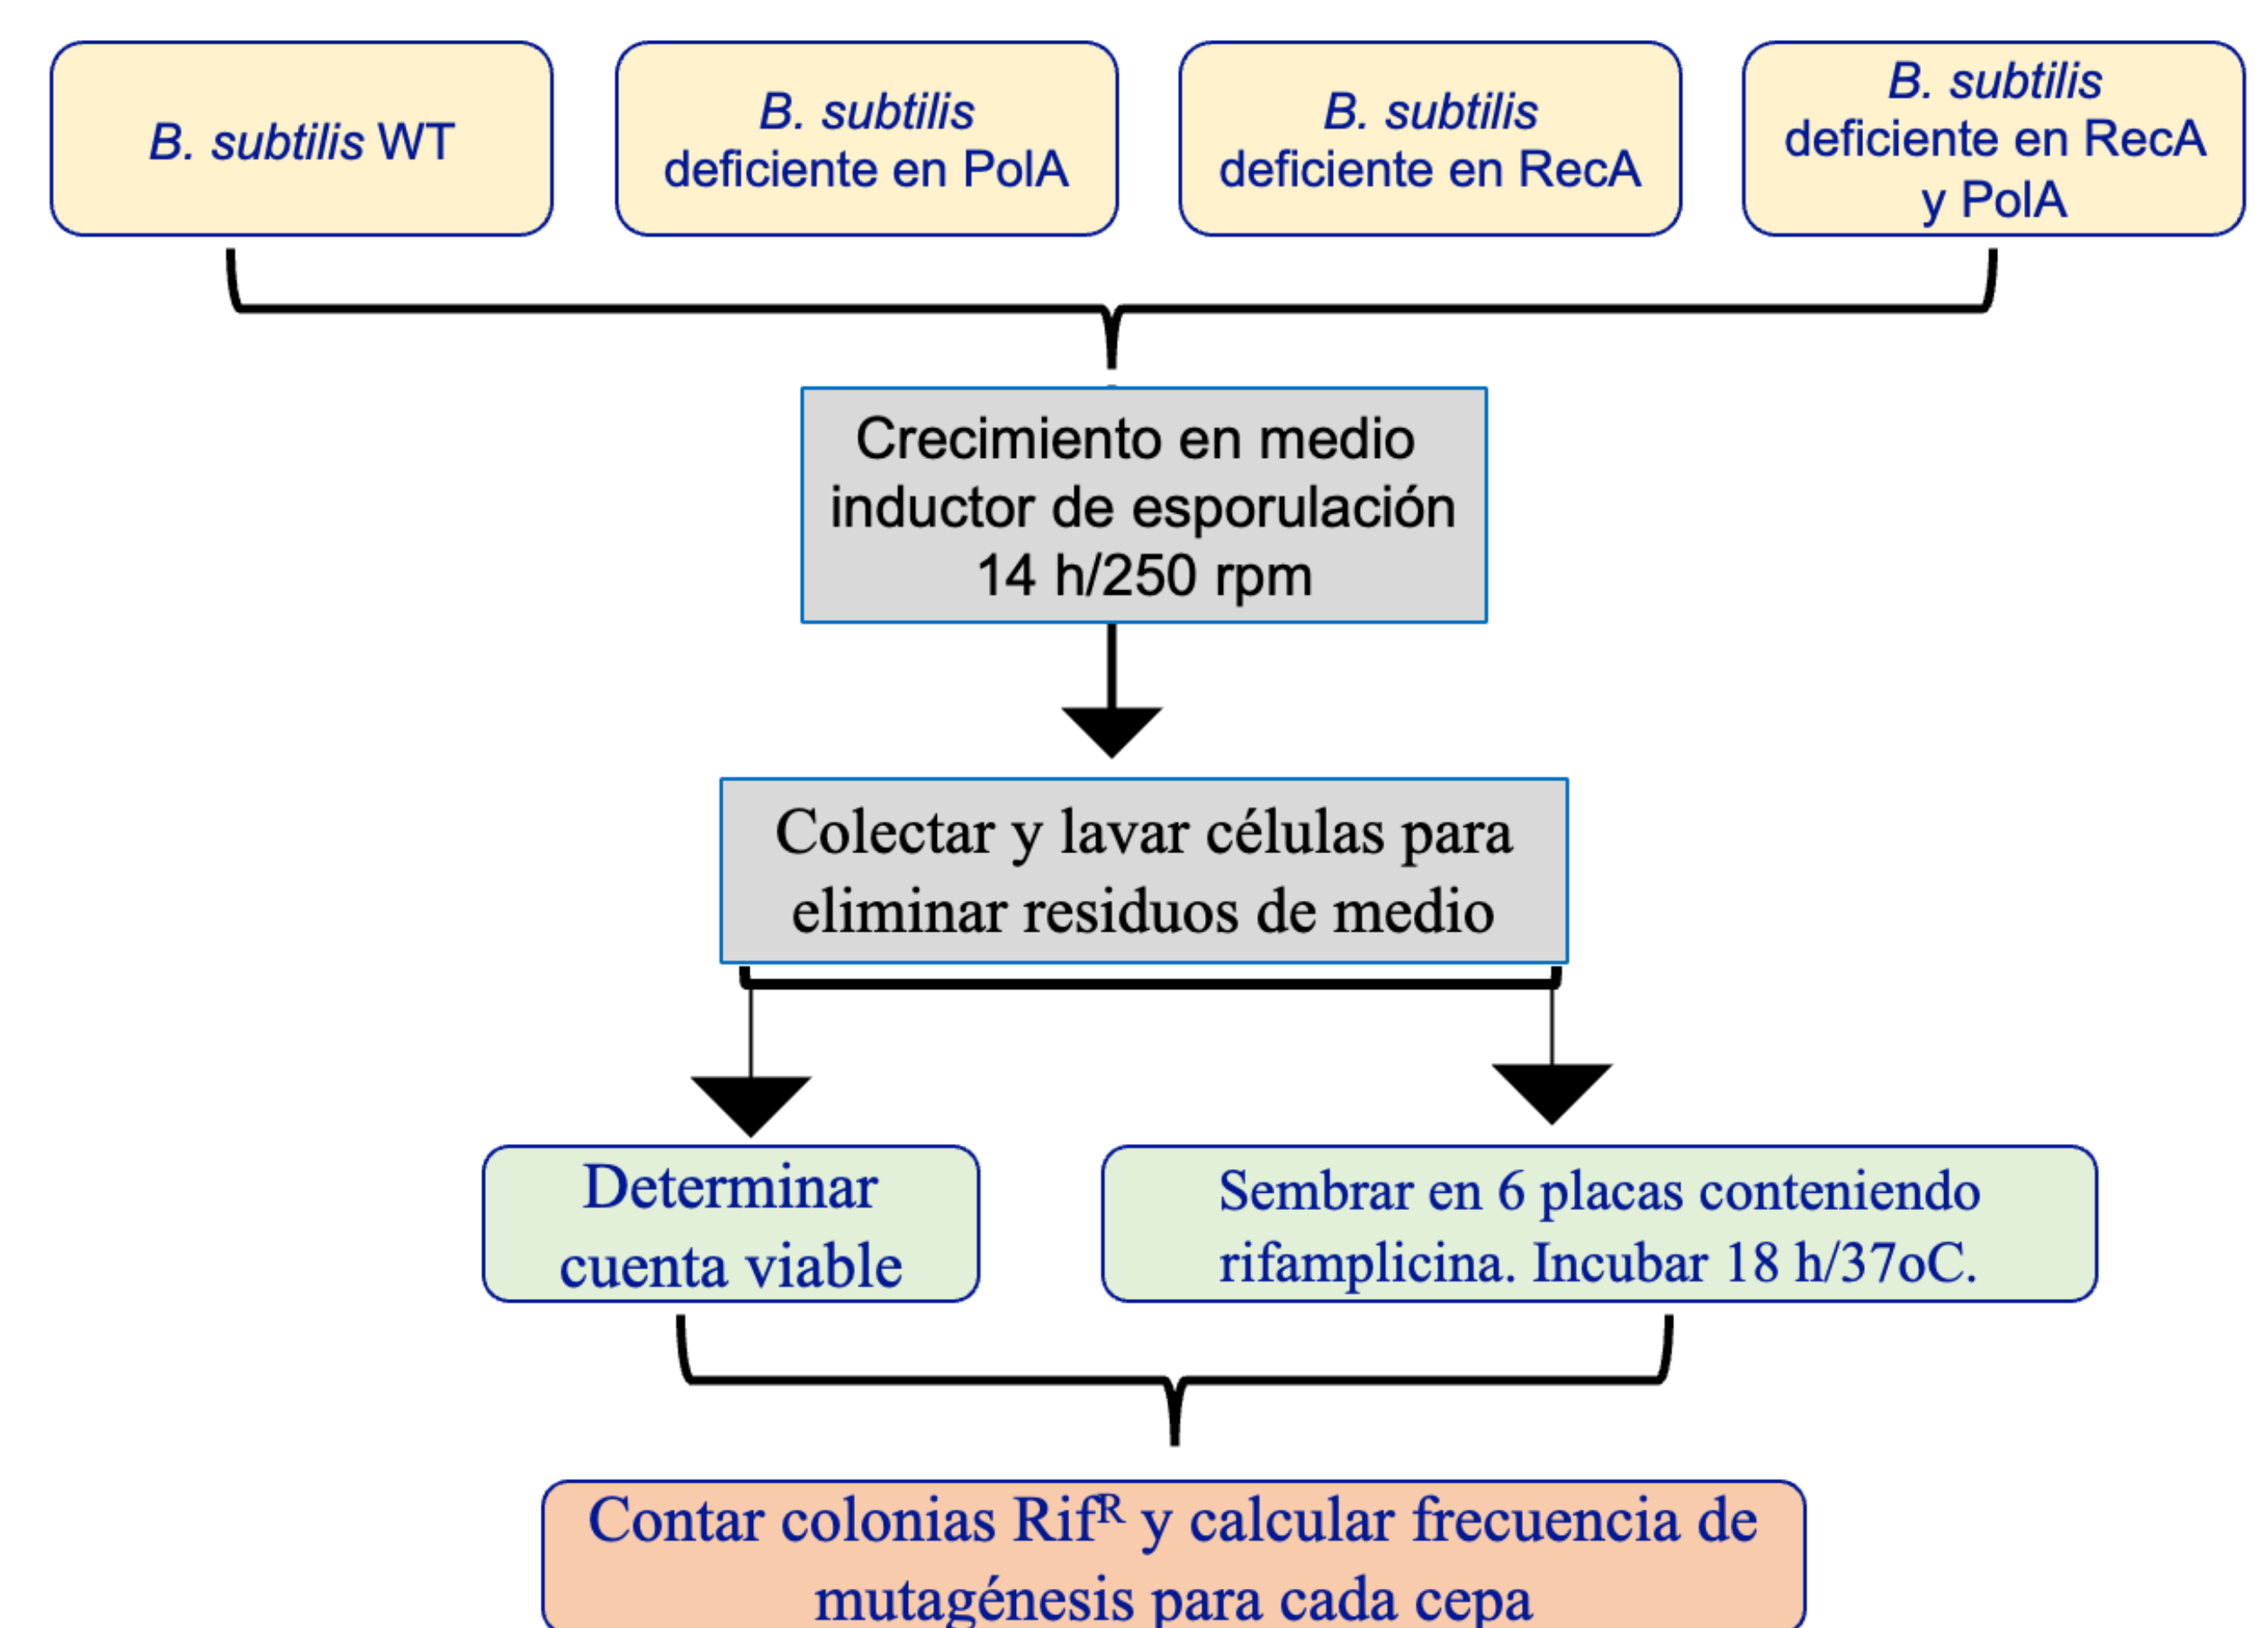 B. subtilis WT
B. subtilis
deficiente en PolA
B. subtilis
deficiente en RecA
B. subtilis
deficiente en RecA
y PolA
Crecimiento en medio
inductor de esporulación
14 h/250 rpm
Colectar y lavar células para
eliminar residuos de medio
Determinar
cuenta viable
Sembrar en 6 placas conteniendo
rifamplicina. Incubar 18 h/37oC.
Contar colonias Rifᴿ y calcular frecuencia de
mutagénesis para cada cepa